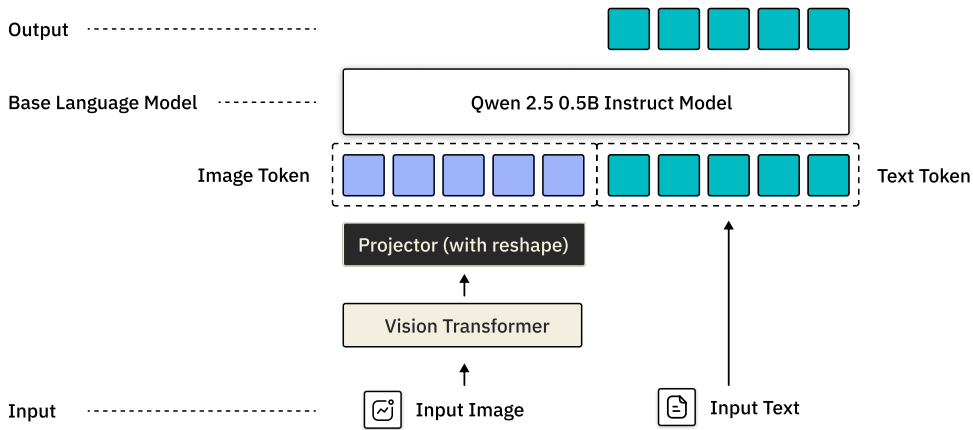 Output
Base Language Model
Qwen 2.5 0.5B Instruct Model
Image Token
Text Token
Projector (with reshape)
Vision Transformer
Input
Input Image
Input Text